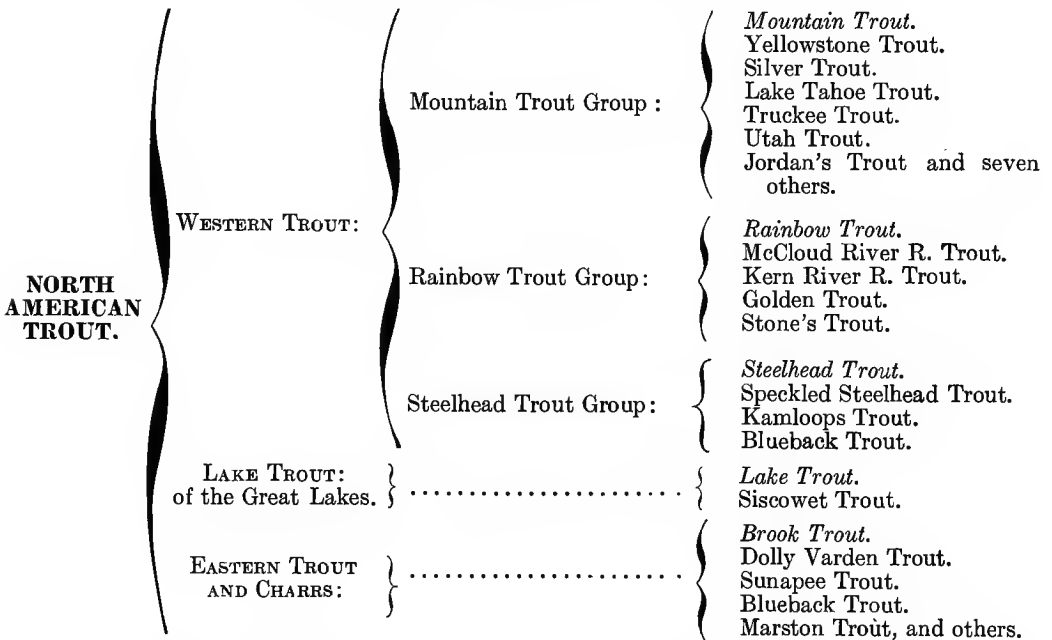 NORTH
AMERICAN
TROUT.
WESTERN TROUT:
Mountain Trout Group :
Mountain Trout.
Yellowstone Trout.
Silver Trout.
Lake Tahoe Trout.
Truckee Trout.
Utah Trout.
Jordan's Trout and seven
others.
Rainbow Trout Group:
Rainbow Trout.
McCloud River R. Trout.
Kern River R. Trout.
Golden Trout.
Stone's Trout.
Steelhead Trout Group:
Steelhead Trout.
Speckled Steelhead Trout.
Kamloops Trout.
Blueback Trout.
LAKE TROUT:
of the Great Lakes.
Lake Trout.
Siscowet Trout.
EASTERN TROUT
AND CHARRS:
Brook Trout.
Dolly Varden Trout.
Sunapee Trout.
Blueback Trout.
Marston Trout, and others.